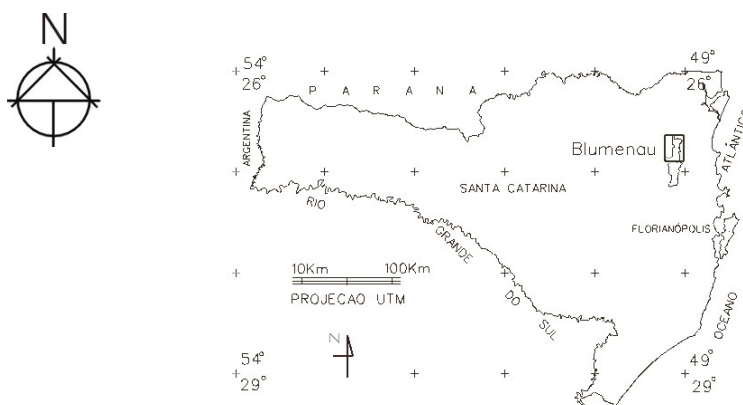 N
54° 49°
26° 26°
PARANA
ARGENTINA
ATLÂNTICO
Blumenau
SANTA CATARINA
RIO
GRANDE
DO
SUL
FLORIANÓPOLIS
10Km 100Km
PROJECAO UTM
OCEANO
N
54° 49°
29° 29°